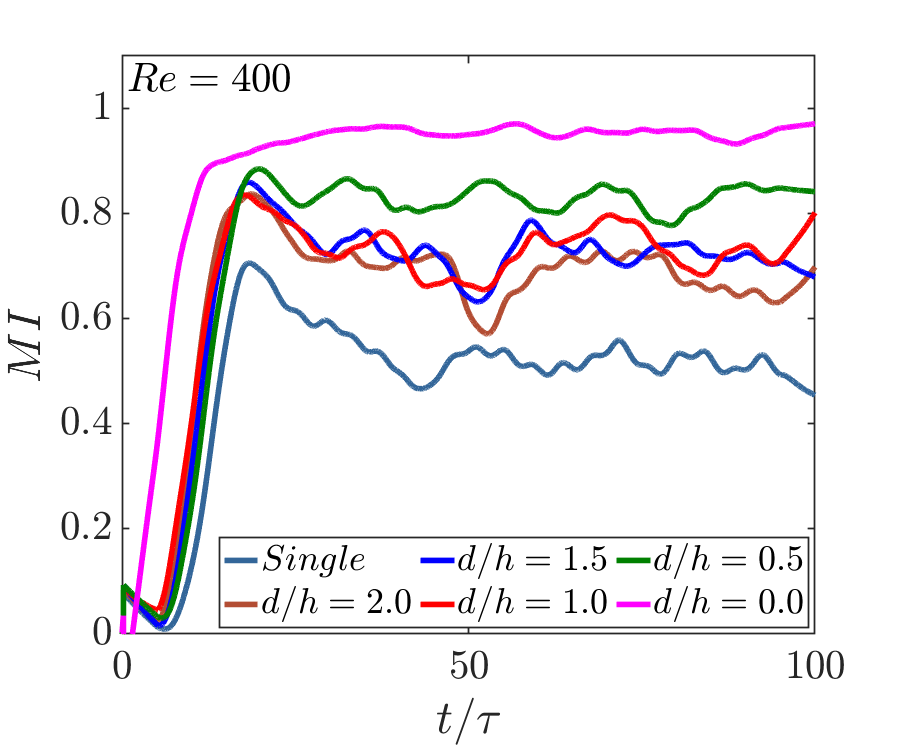 Re = 400
MI
1
0.8
0.6
0.4
0.2
0
Single d/h = 1.5 d/h = 0.5
d/h = 2.0 d/h = 1.0 d/h = 0.0
0 50 100
t/τ